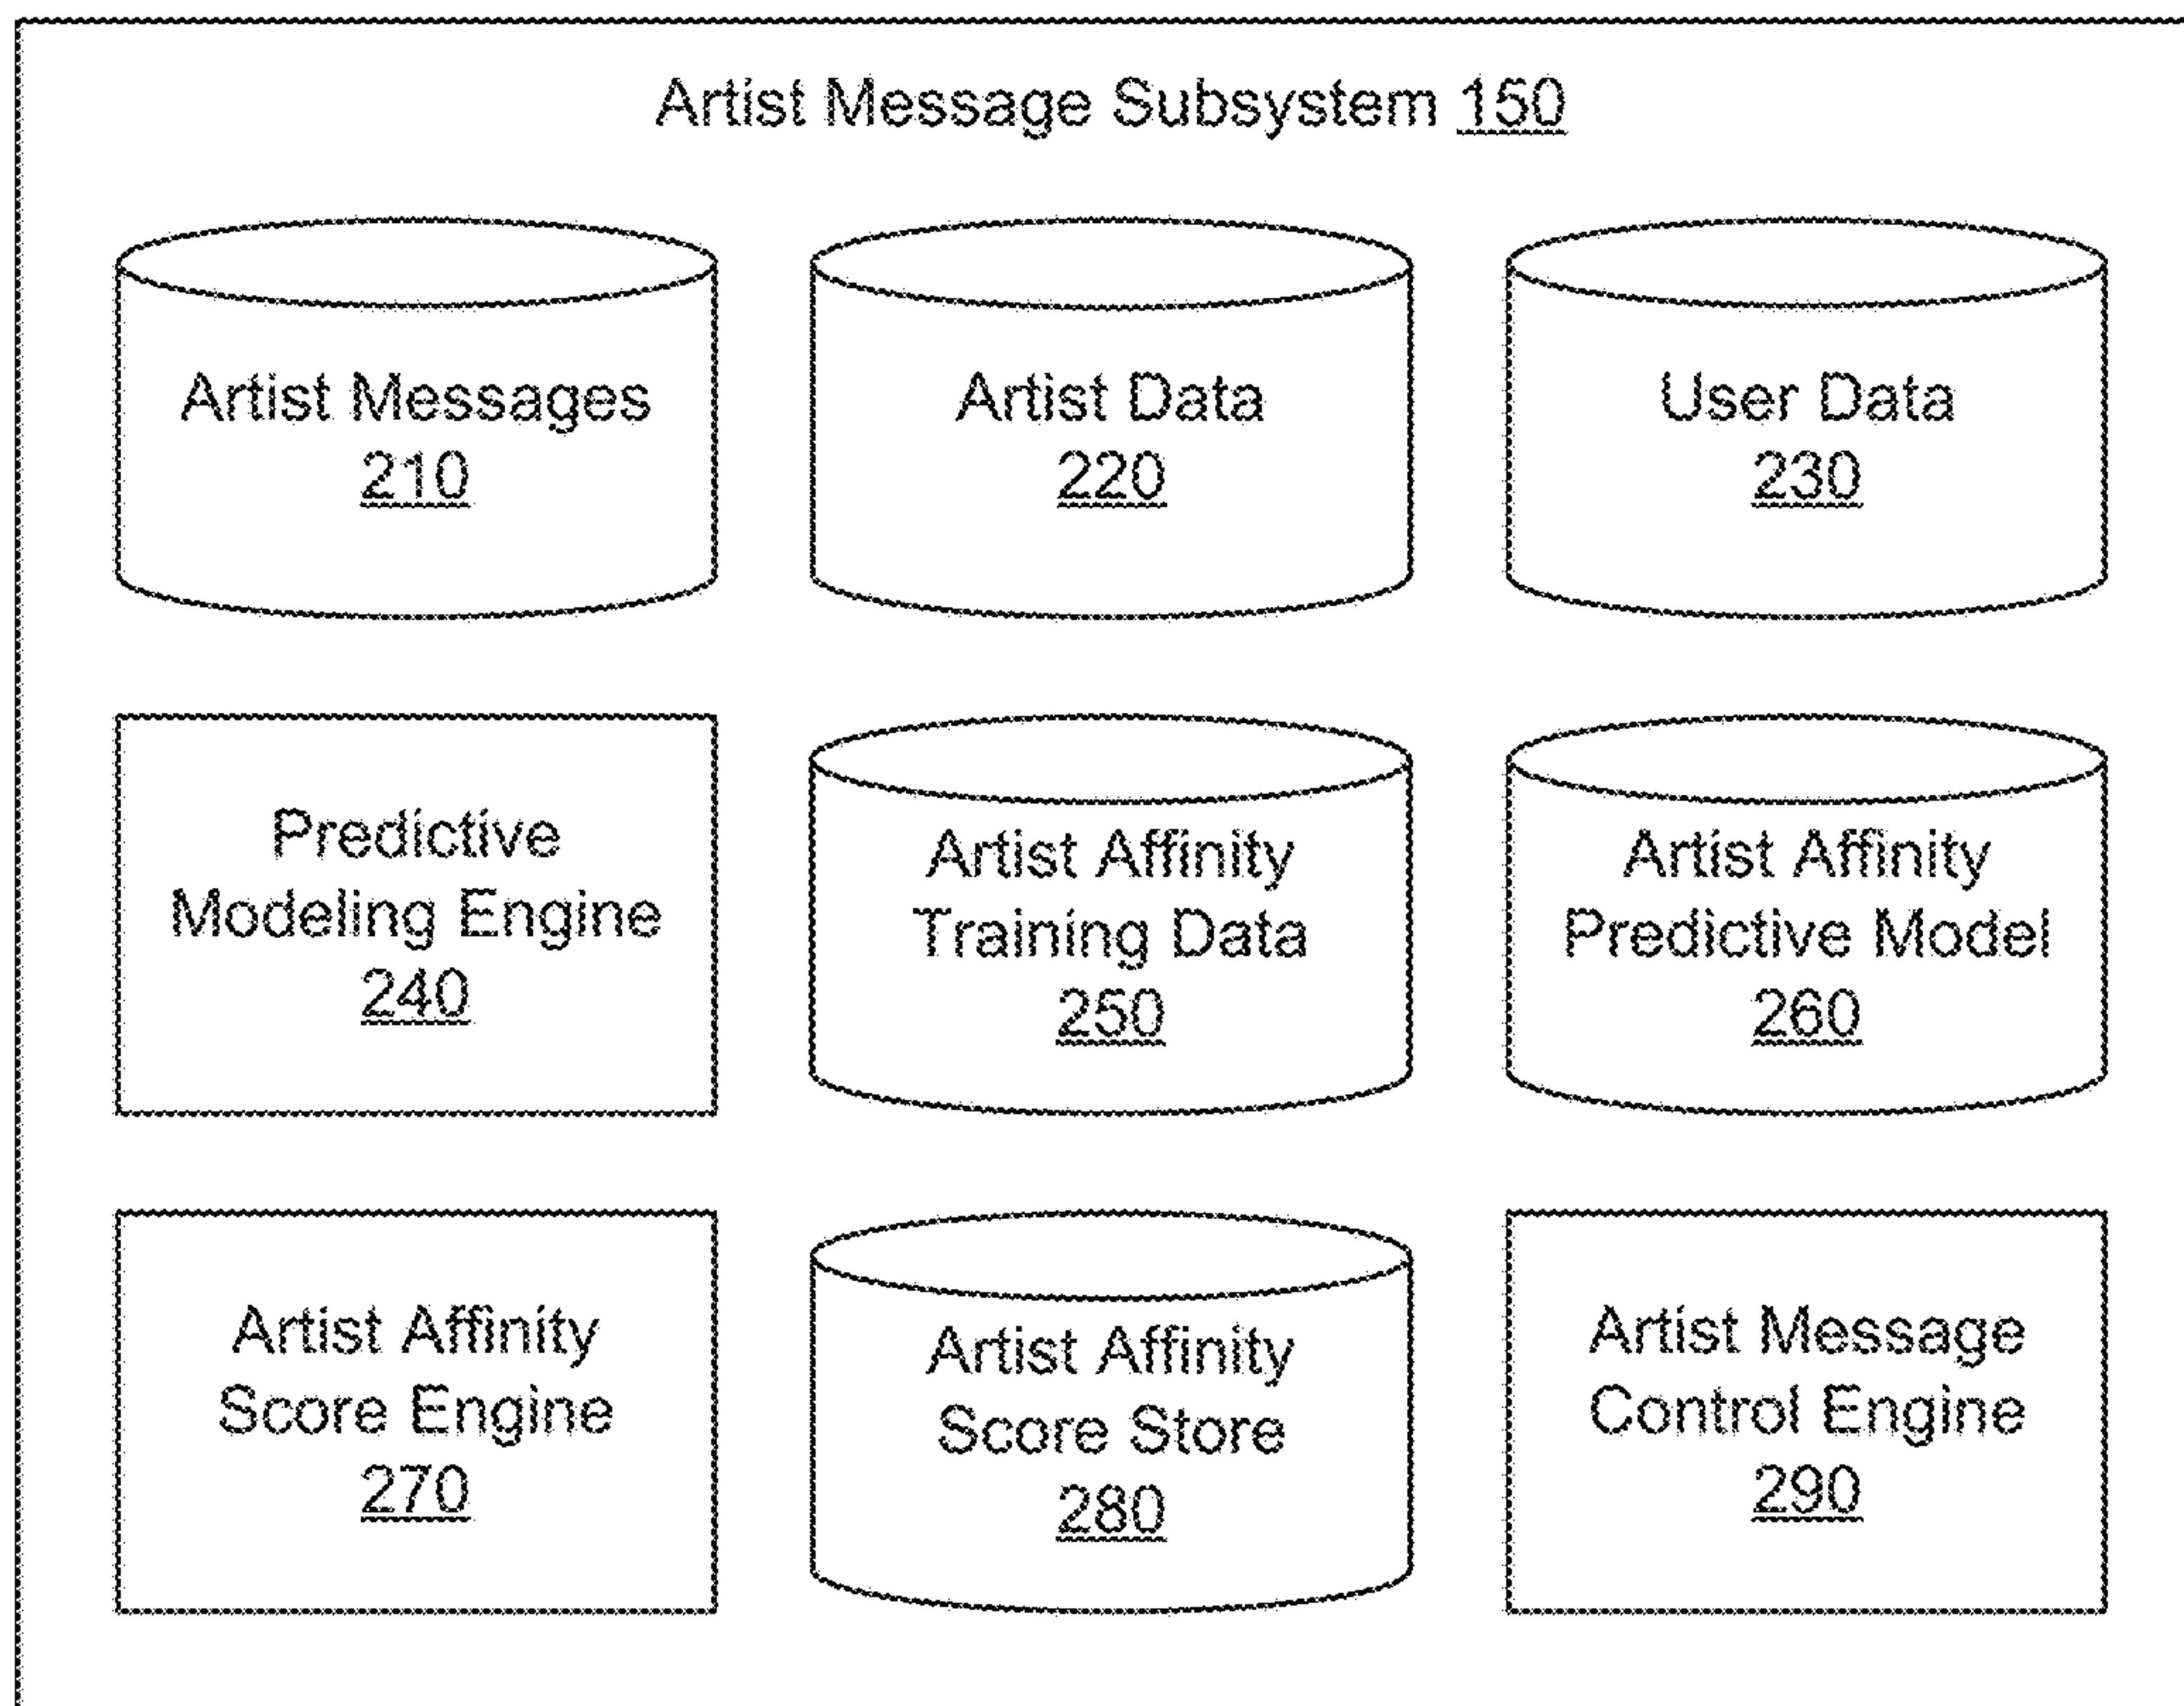 Artist Message Subsystem 150
Artist Messages
210
Artist Data
220
User Data
230
Predictive
Modeling Engine
240
Artist Affinity
Training Data
250
Artist Affinity
Predictive Model
260
Artist Affinity
Score Engine
270
Artist Affinity
Score Store
280
Artist Message
Control Engine
290